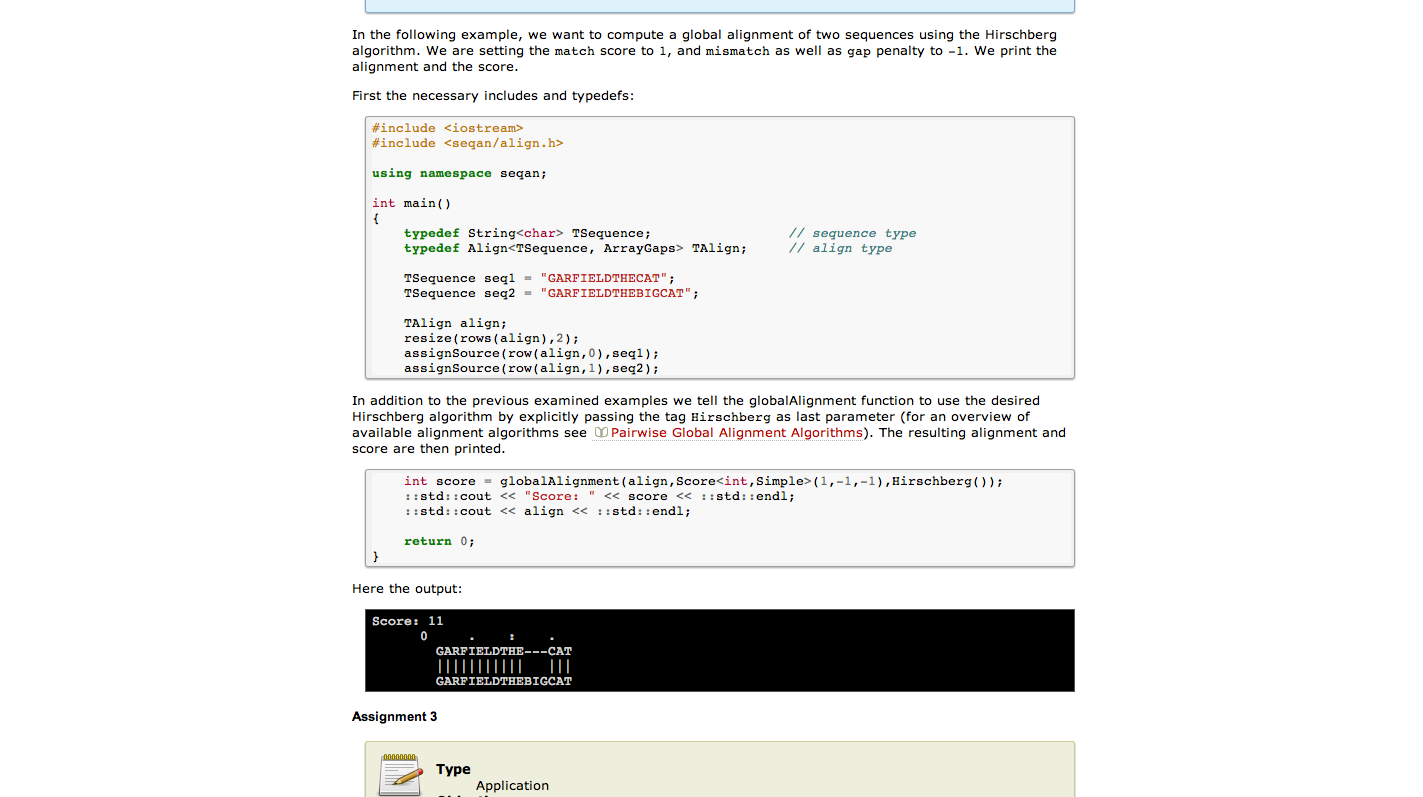 In the following example, we want to compute a global alignment of two sequences using the Hirschberg
algorithm. We are setting the match score to 1, and mismatch as well as gap penalty to -1. We print the
alignment and the score.
First the necessary includes and typedefs:
#include <iostream>
#include <seqan/align.h>
using namespace seqan;
int main()
{
    typedef String<char> TSequence;                 // sequence type
    typedef Align<TSequence, ArrayGaps> TAlign;     // align type
    TSequence seq1 = "GARFIELDTHECAT";
    TSequence seq2 = "GARFIELDTHEBIGCAT";
    TAlign align;
    resize(rows(align),2);
    assignSource(row(align,0),seq1);
    assignSource(row(align,1),seq2);
In addition to the previous examined examples we tell the globalAlignment function to use the desired
Hirschberg algorithm by explicitly passing the tag Hirschberg as last parameter (for an overview of
available alignment algorithms see Pairwise Global Alignment Algorithms). The resulting alignment and
score are then printed.
    int score = globalAlignment(align,Score<int,Simple>(1,-1,-1),Hirschberg());
    ::std::cout << "Score: " << score << ::std::endl;
    ::std::cout << align << ::std::endl;
    return 0;
}
Here the output:
Score: 11
      0     .    :    .
        GARFIELDTHE---CAT
        |||||||||||   |||
        GARFIELDTHEBIGCAT
Assignment 3
Type
Application